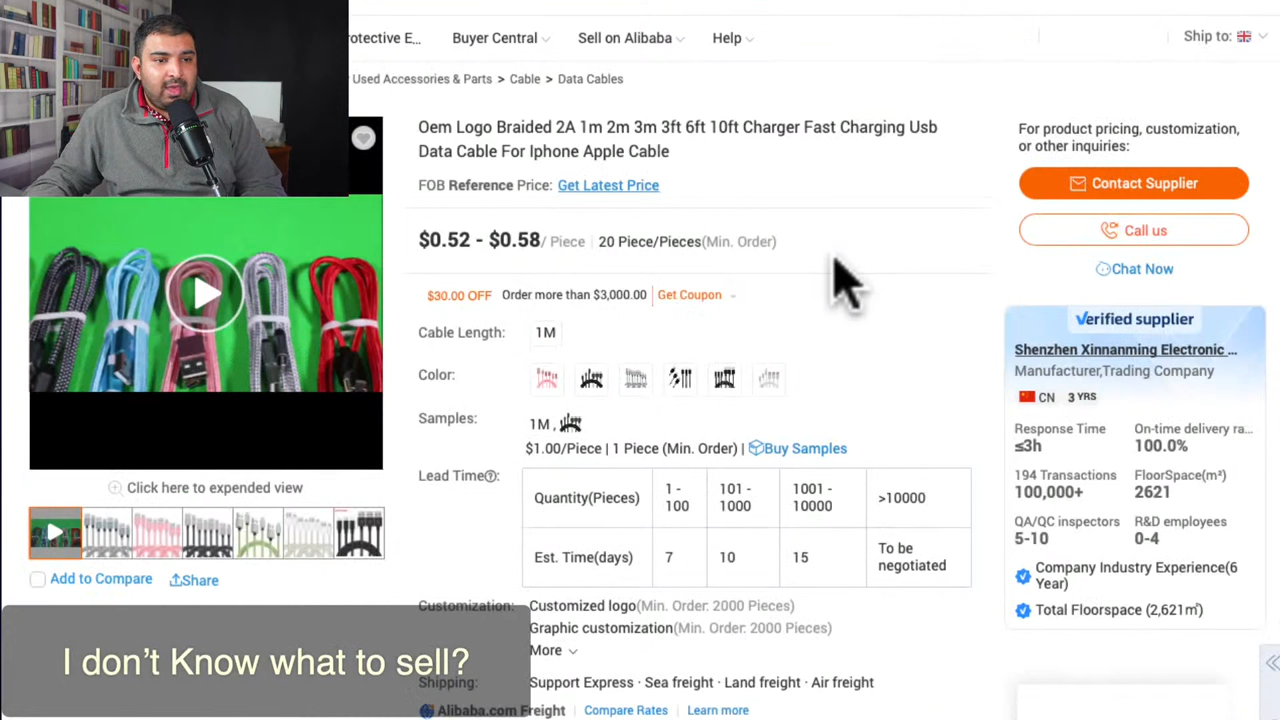 otective E...
Buyer Central
Sell on Alibaba
Help
Ship to:
Used Accessories & Parts > Cable > Data Cables
Oem Logo Braided 2A 1m 2m 3m 3ft 6ft 10ft Charger Fast Charging Usb
Data Cable For Iphone Apple Cable
FOB Reference Price: Get Latest Price
$0.52 - $0.58 / Piece | 20 Piece/Pieces(Min. Order)
$30.00 OFF Order more than $3,000.00 | Get Coupon
Cable Length: 1M
Color:
Samples:
1M ,
$1.00/Piece | 1 Piece (Min. Order) | Buy Samples
Lead Time:
Quantity(Pieces) 1 - 100 101 - 1000 1001 - 10000 >10000
Est. Time(days) 7 10 15 To be negotiated
Customization: Customized logo(Min. Order: 2000 Pieces)
Graphic customization(Min. Order: 2000 Pieces)
More
Shipping: Support Express · Sea freight · Land freight · Air freight
Alibaba.com Freight Compare Rates Learn more
Click here to expended view
Add to Compare Share
I don't Know what to sell?
For product pricing, customization,
or other inquiries:
Contact Supplier
Call us
Chat Now
Verified supplier
Shenzhen Xinnanming Electronic ...
Manufacturer,Trading Company
CN 3 YRS
Response Time On-time delivery ra...
≤3h 100.0%
194 Transactions FloorSpace(m²)
100,000+ 2621
QA/QC inspectors R&D employees
5-10 0-4
Company Industry Experience(6
Year)
Total Floorspace (2,621㎡)